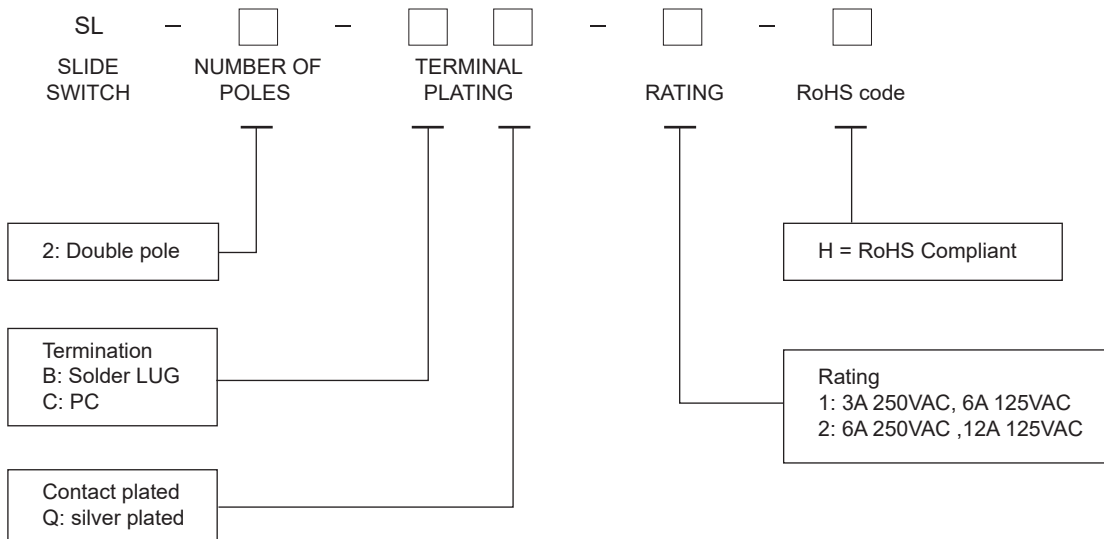 SL - - - -
SLIDE
SWITCH
NUMBER OF
POLES
TERMINAL
PLATING
RATING
RoHS code
2: Double pole
H = RoHS Compliant
Termination
B: Solder LUG
C: PC
Rating
1: 3A 250VAC, 6A 125VAC
2: 6A 250VAC ,12A 125VAC
Contact plated
Q: silver plated